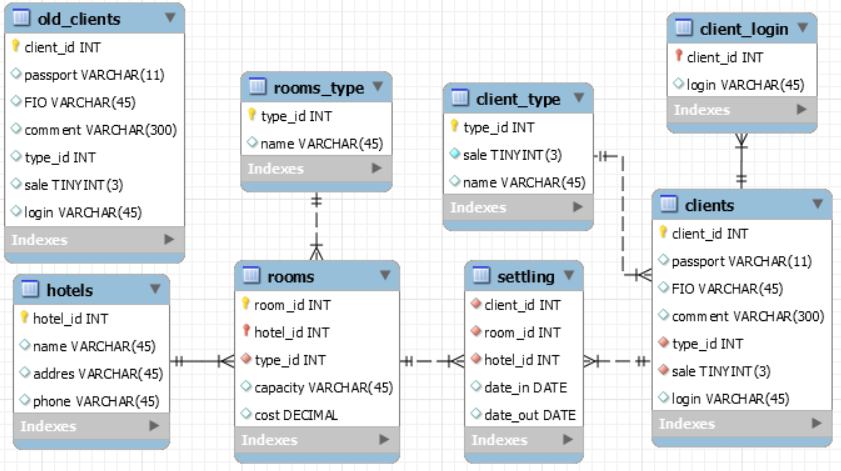 old_clients
client_id INT
passport VARCHAR(11)
FIO VARCHAR(45)
comment VARCHAR(300)
type_id INT
sale TINYINT(3)
login VARCHAR(45)
Indexes
rooms_type
type_id INT
name VARCHAR(45)
Indexes
client_type
type_id INT
sale TINYINT(3)
name VARCHAR(45)
Indexes
client_login
client_id INT
login VARCHAR(45)
Indexes
hotels
hotel_id INT
name VARCHAR(45)
addres VARCHAR(45)
phone VARCHAR(45)
Indexes
rooms
room_id INT
hotel_id INT
type_id INT
capacity VARCHAR(45)
cost DECIMAL
Indexes
settling
client_id INT
room_id INT
hotel_id INT
date_in DATE
date_out DATE
Indexes
clients
client_id INT
passport VARCHAR(11)
FIO VARCHAR(45)
comment VARCHAR(300)
type_id INT
sale TINYINT(3)
login VARCHAR(45)
Indexes